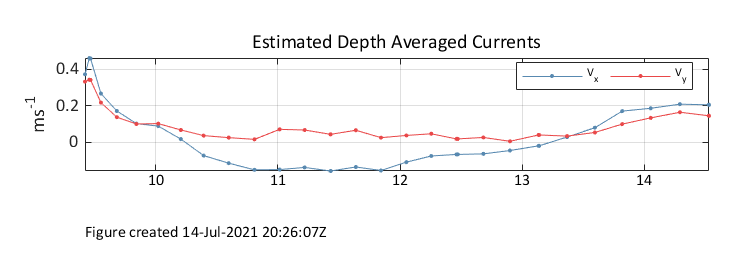 Estimated Depth Averaged Currents
Vx Vy
0.4
0.2
0
ms-1
10 11 12 13 14
Figure created 14-Jul-2021 20:26:07Z